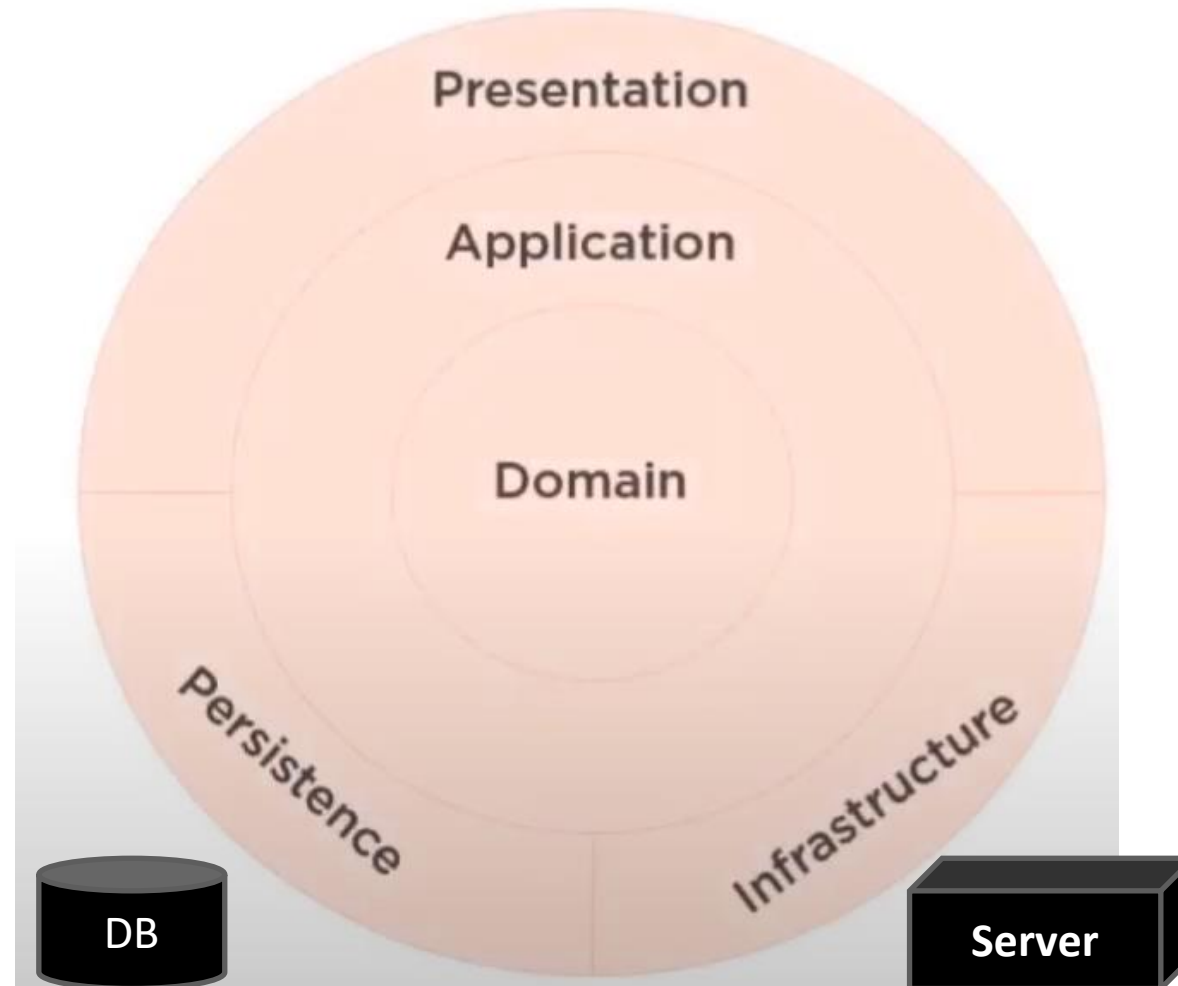 Presentation
Application
Domain
Persistence
Infrastructure
DB
Server